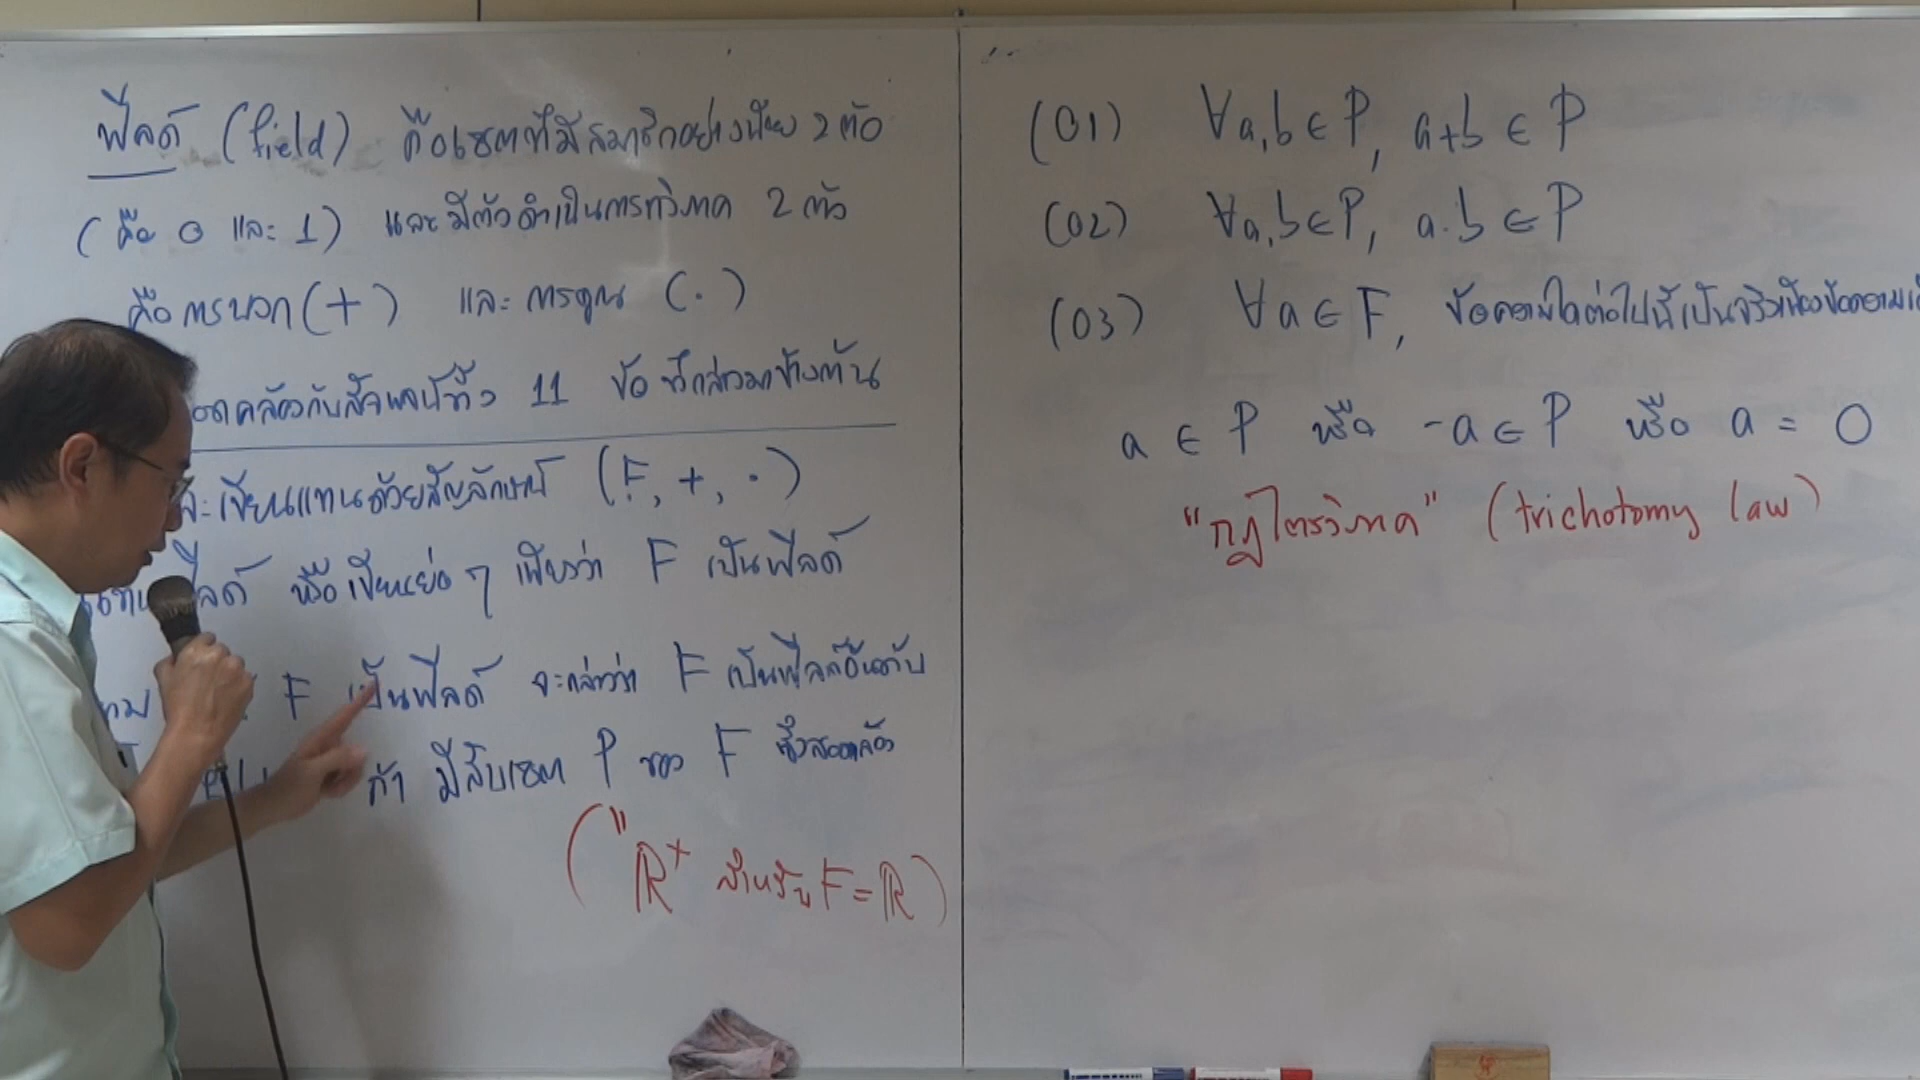 ฟีลด์ (field) คือเซตที่มีสมาชิกอย่างน้อย 2 ตัว
(คือ 0 และ 1) และมีตัวดำเนินการทวิภาค 2 ตัว
คือการบวก (+) และ การคูณ (·)
อดคล้องกับสัจพจน์ทั้ง 11 ข้อ ที่กล่าวมาข้างต้น
จะเขียนแทนด้วยสัญลักษณ์ (F, +, ·)
ฟีลด์ หรือเขียนย่อ ๆ เพียงว่า F เป็นฟีลด์
F เป็นฟีลด์ จะกล่าวว่า F เป็นฟีลด์อันดับ
ถ้า มีสับเซต P ของ F ซึ่งสอดคล้อง
("ℝ⁺ สำหรับ F = ℝ)
(O1) ∀a,b ∈ P, a+b ∈ P
(O2) ∀a,b ∈ P, a·b ∈ P
(O3) ∀a ∈ F, ข้อความใดต่อไปนี้เป็นจริงเพียงข้อความเ
a ∈ P หรือ -a ∈ P หรือ a = 0
"กฎไตรวิภาค" (trichotomy law)